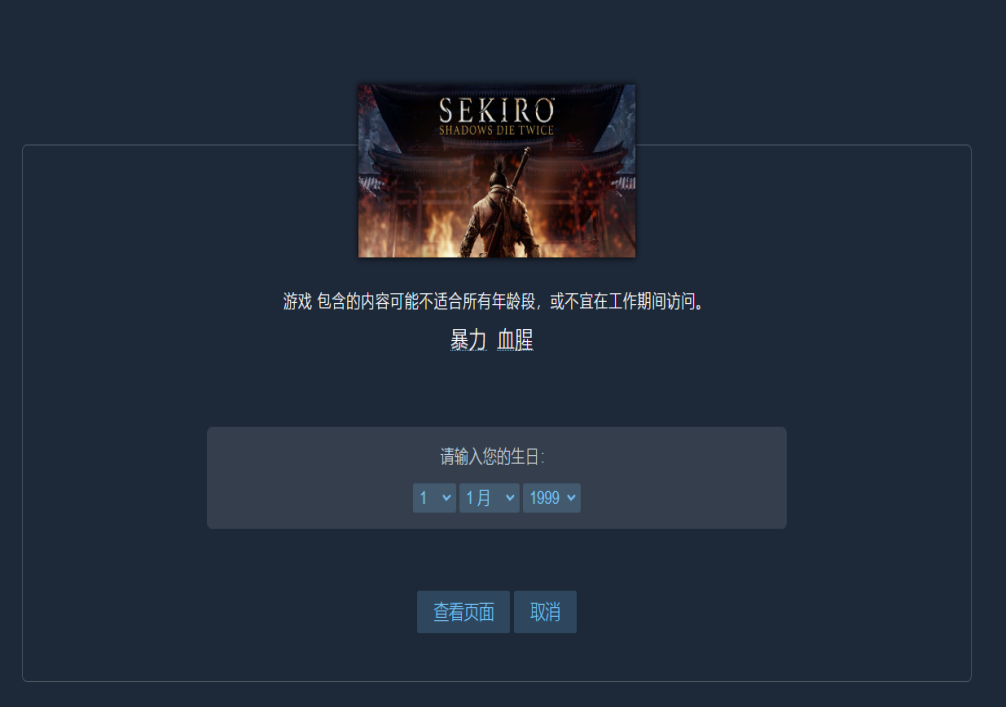 SEKIRO™
SHADOWS DIE TWICE
游戏 包含的内容可能不适合所有年龄段，或不宜在工作期间访问。
暴力 血腥
请输入您的生日:
1 1 月 1999
查看页面 取消